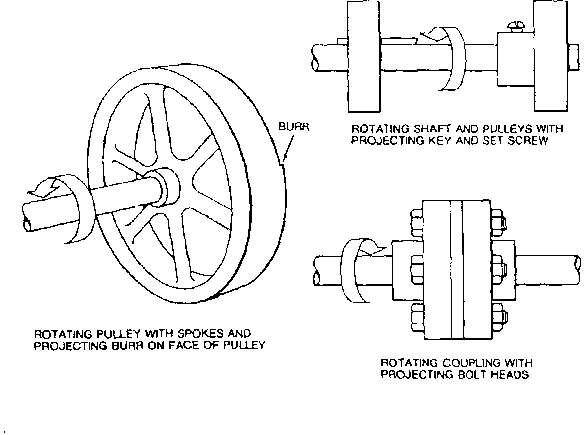 BURR
ROTATING SHAFT AND PULLEYS WITH
PROJECTING KEY AND SET SCREW
ROTATING PULLEY WITH SPOKES AND
PROJECTING BURR ON FACE OF PULLEY
ROTATING COUPLING WITH
PROJECTING BOLT HEADS